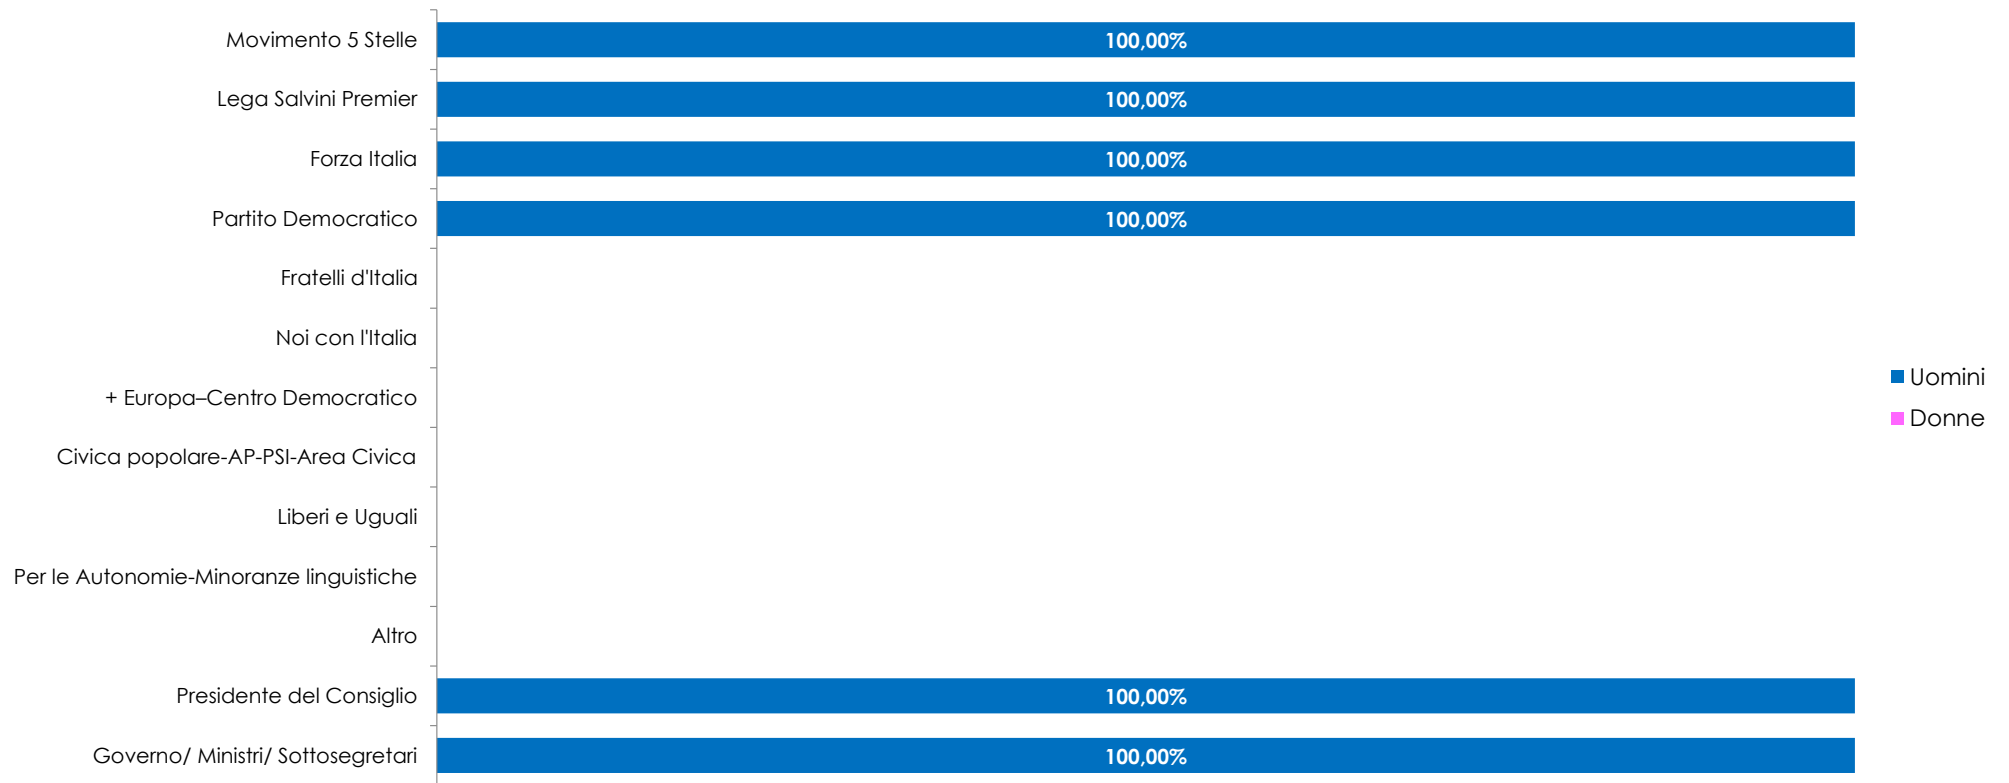 Movimento 5 Stelle 100,00%
Lega Salvini Premier 100,00%
Forza Italia 100,00%
Partito Democratico 100,00%
Fratelli d'Italia
Noi con l'Italia
+ Europa–Centro Democratico
Civica popolare-AP-PSI-Area Civica
Liberi e Uguali
Per le Autonomie-Minoranze linguistiche
Altro
Presidente del Consiglio 100,00%
Governo/ Ministri/ Sottosegretari 100,00%
Uomini
Donne